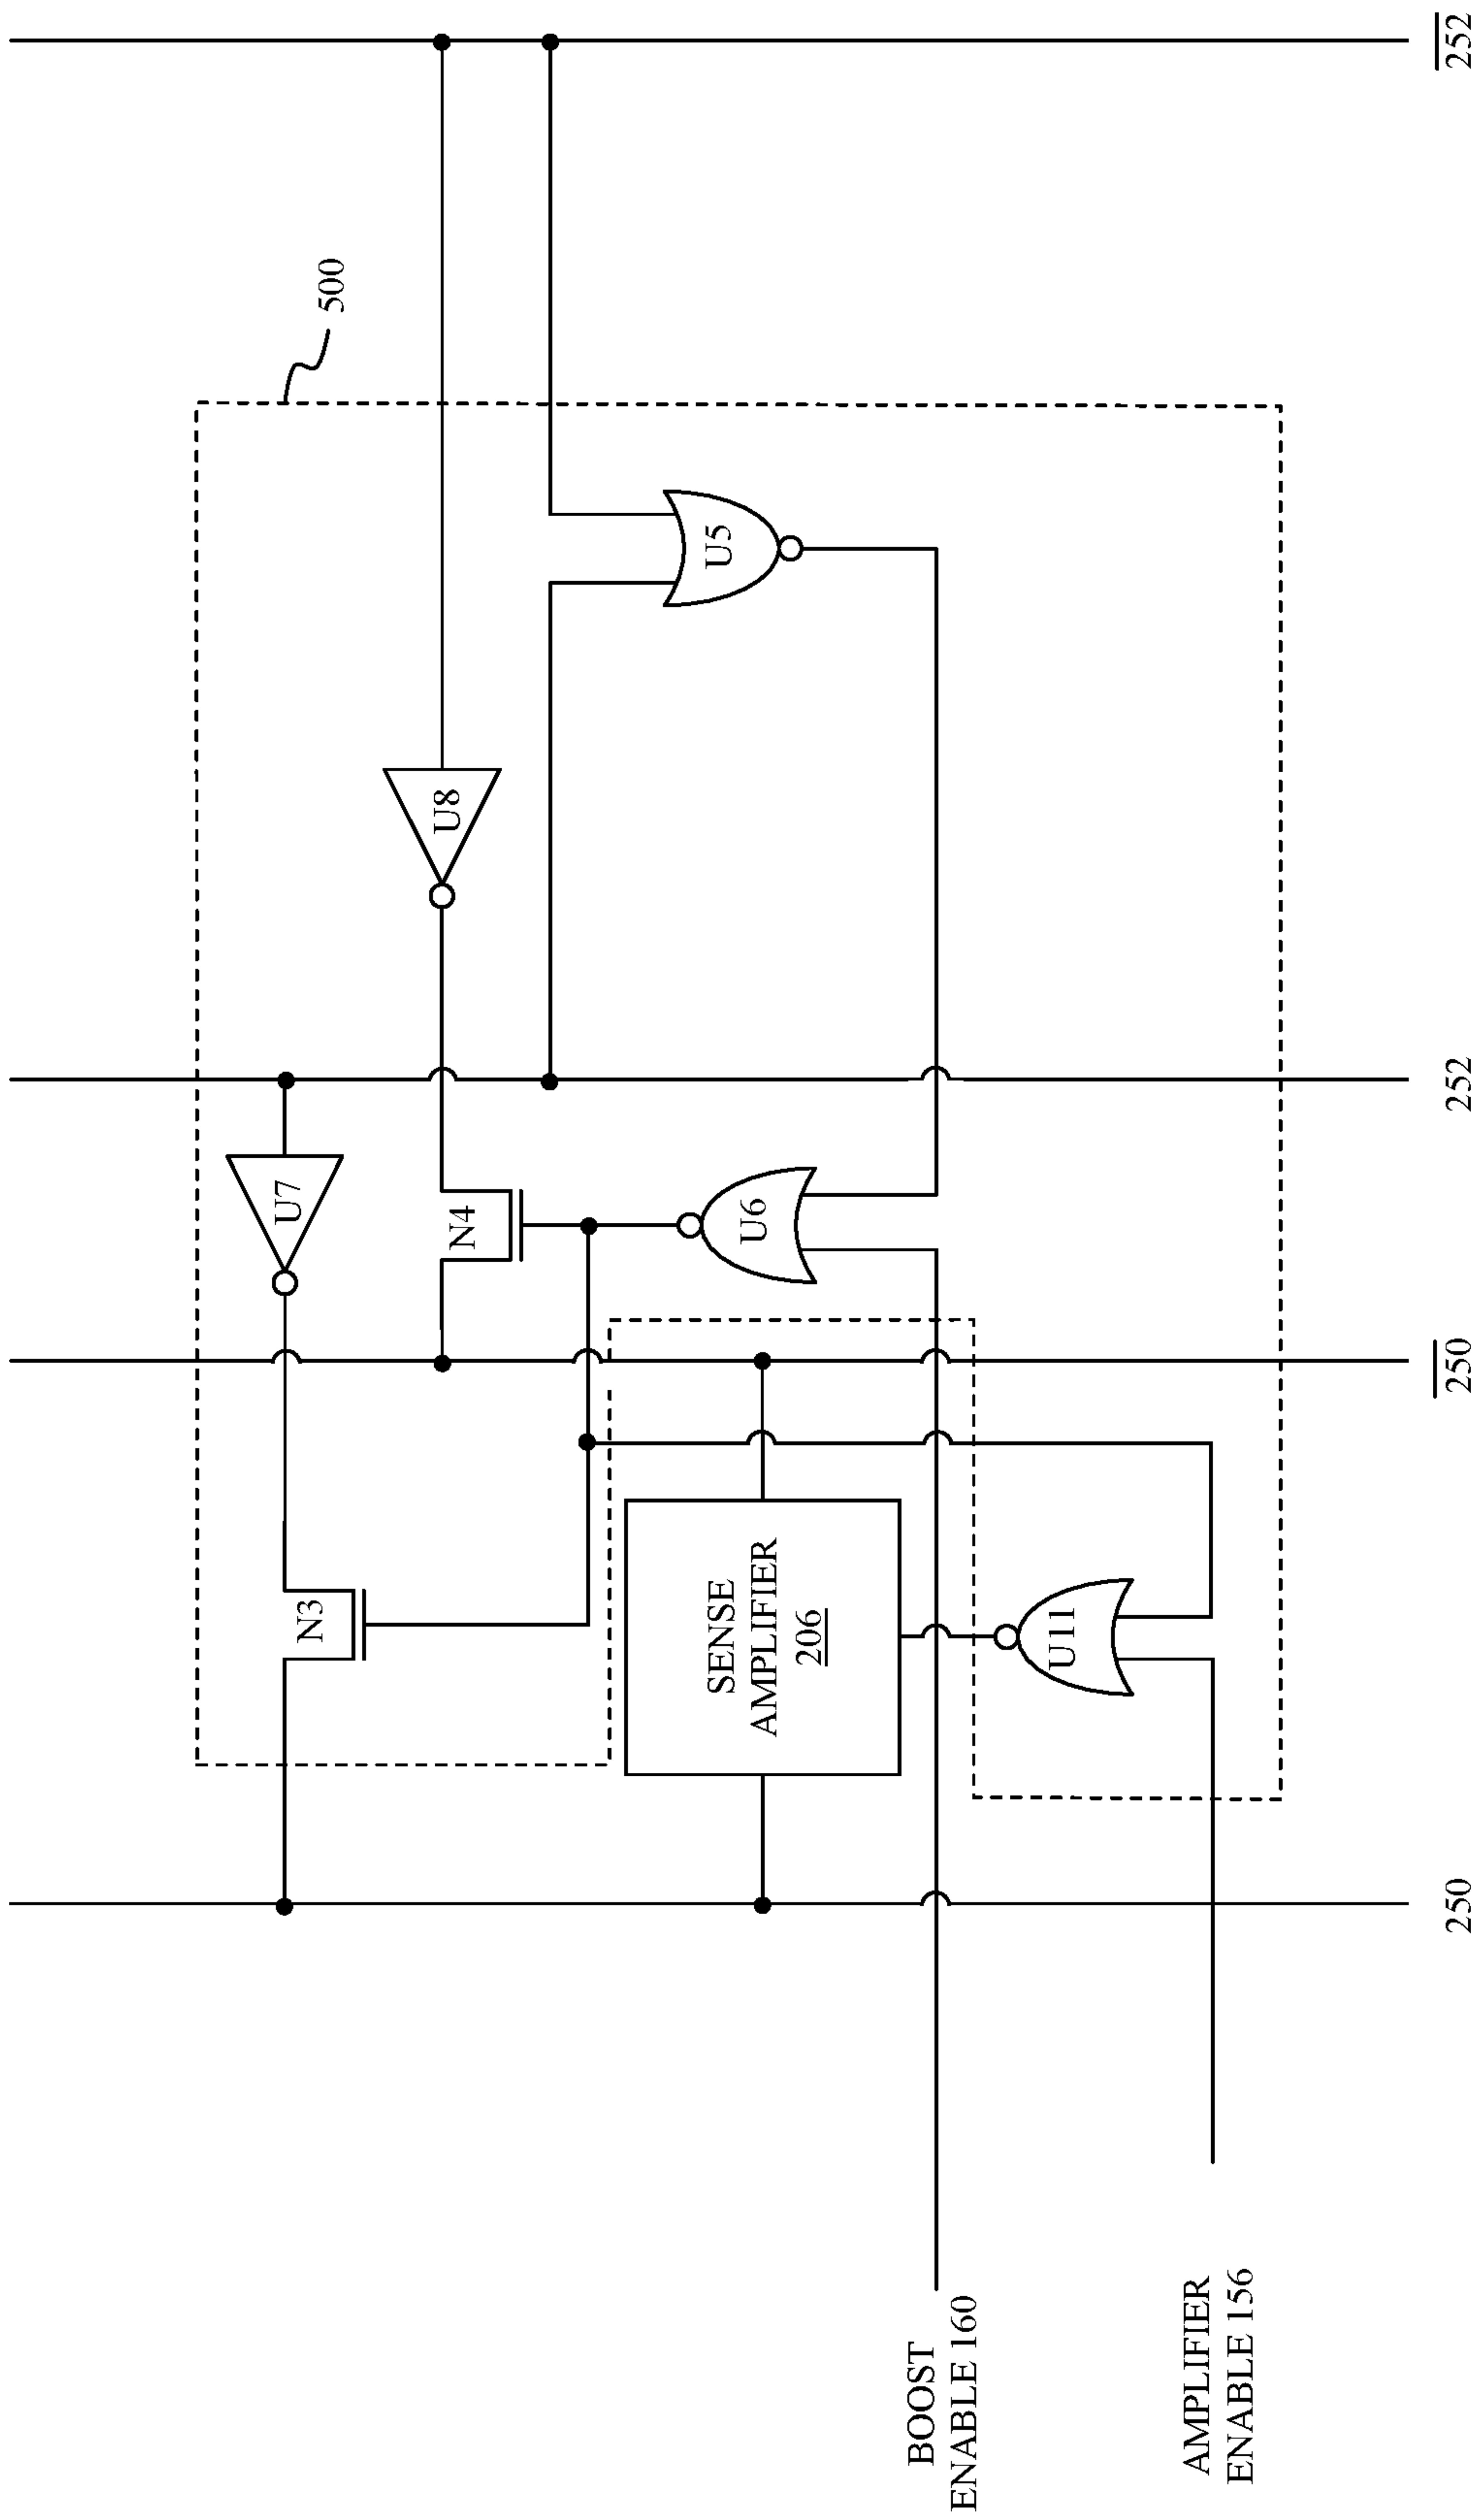 N3
U7
500
N4
U8
SENSE
AMPLIFIER
206
U6
U5
BOOST
ENABLE 160
U11
AMPLIFIER
ENABLE 156
250
250
252
252